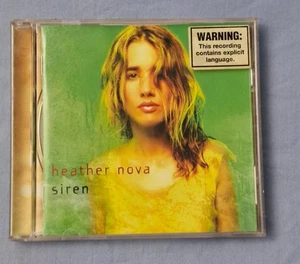 WARNING:
This recording
contains explicit
language.
heather nova
siren